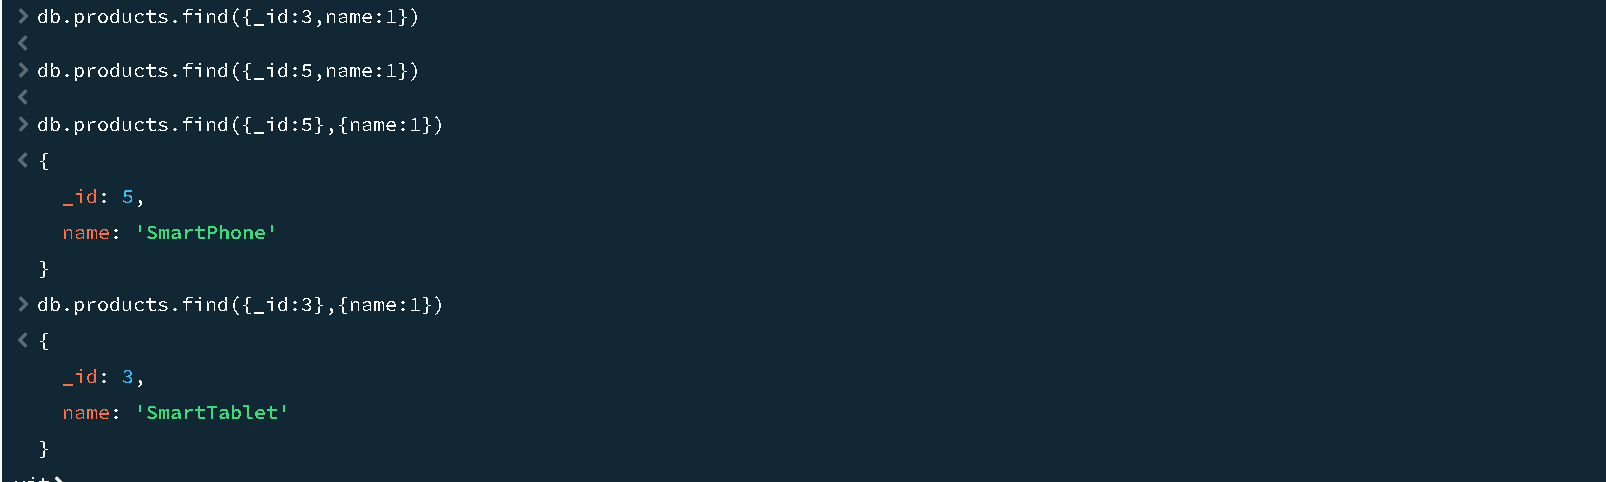 > db.products.find({_id:3,name:1})
<
> db.products.find({_id:5,name:1})
<
> db.products.find({_id:5},{name:1})
< {
_id: 5,
name: 'SmartPhone'
}
> db.products.find({_id:3},{name:1})
< {
_id: 3,
name: 'SmartTablet'
}